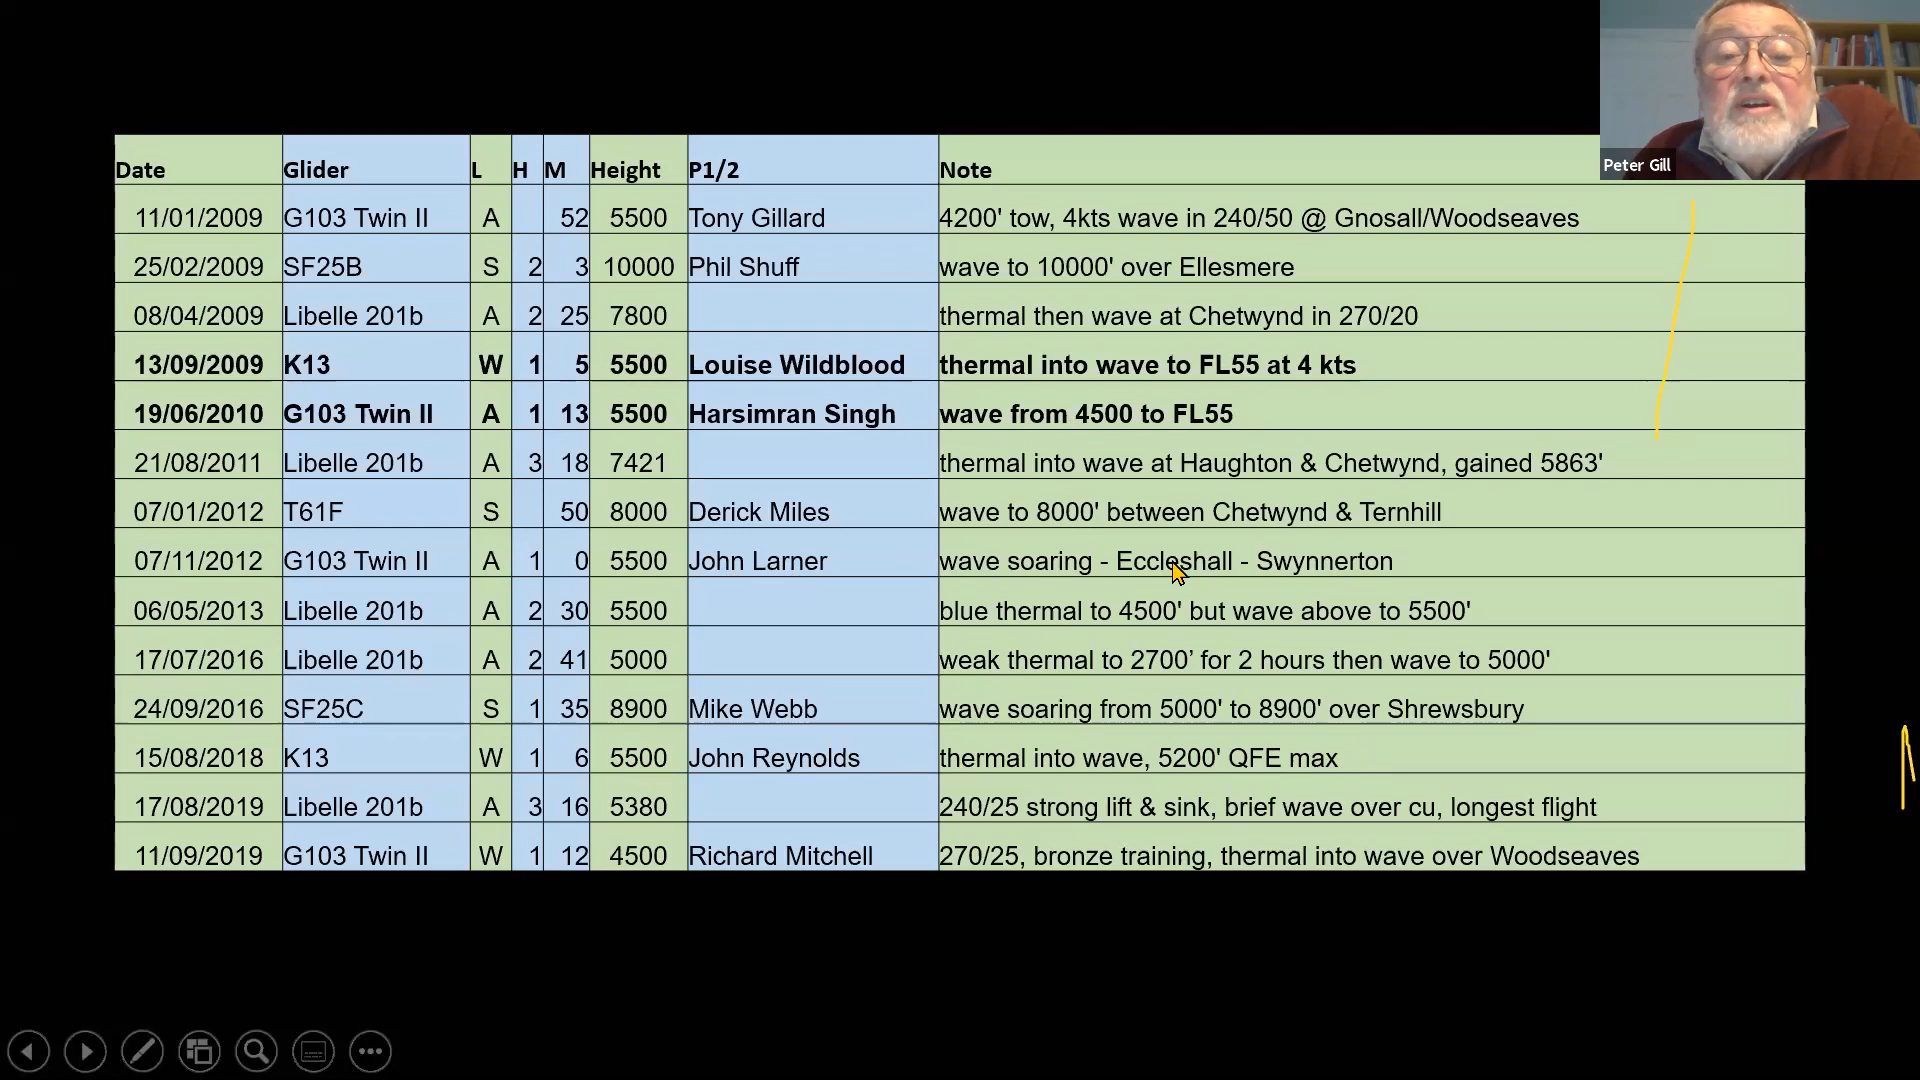 Peter Gill
Date Glider L H M Height P1/2 Note
11/01/2009 G103 Twin II A 52 5500 Tony Gillard 4200' tow, 4kts wave in 240/50 @ Gnosall/Woodseaves
25/02/2009 SF25B S 2 3 10000 Phil Shuff wave to 10000' over Ellesmere
08/04/2009 Libelle 201b A 2 25 7800 thermal then wave at Chetwynd in 270/20
13/09/2009 K13 W 1 5 5500 Louise Wildblood thermal into wave to FL55 at 4 kts
19/06/2010 G103 Twin II A 1 13 5500 Harsimran Singh wave from 4500 to FL55
21/08/2011 Libelle 201b A 3 18 7421 thermal into wave at Haughton & Chetwynd, gained 5863'
07/01/2012 T61F S 50 8000 Derick Miles wave to 8000' between Chetwynd & Ternhill
07/11/2012 G103 Twin II A 1 0 5500 John Larner wave soaring - Eccleshall - Swynnerton
06/05/2013 Libelle 201b A 2 30 5500 blue thermal to 4500' but wave above to 5500'
17/07/2016 Libelle 201b A 2 41 5000 weak thermal to 2700’ for 2 hours then wave to 5000'
24/09/2016 SF25C S 1 35 8900 Mike Webb wave soaring from 5000' to 8900' over Shrewsbury
15/08/2018 K13 W 1 6 5500 John Reynolds thermal into wave, 5200' QFE max
17/08/2019 Libelle 201b A 3 16 5380 240/25 strong lift & sink, brief wave over cu, longest flight
11/09/2019 G103 Twin II W 1 12 4500 Richard Mitchell 270/25, bronze training, thermal into wave over Woodseaves